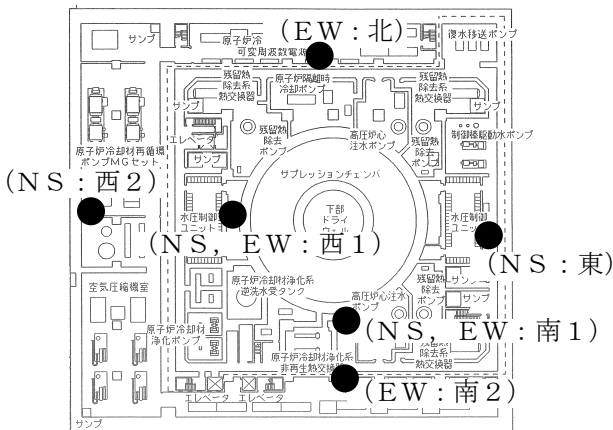 (EW:北)
サンプ
原子炉冷
可変周波数電源
復水移送ポンプ
残留熱
除去系
熱交換器
原子炉隔離時
冷却ポンプ
残留熱
除去系
熱交換器
サンプ
サンプ
エレベータ
残留熱
除去
ポンプ
高圧炉心
注水ポンプ
残留熱
除去
ポンプ
制御棒駆動水ポンプ
原子炉冷却材再循環
ポンプMGセット
サンプ
サプレッションチェンバ
(NS:西2)
水圧制御
ユニット
下部
ドライ
ウェル
水圧制御
ユニット
(NS,EW:西1)
(NS:東)
空気圧縮機室
原子炉冷却材浄化系
逆洗水受タンク
残留熱
除去
ポンプ
サンプ
サンプ
高圧炉心注水
ポンプ
原子炉冷却材
浄化ポンプ
(NS,EW:南1)
原子炉冷却材浄化系
非再生熱交換器
除去系
熱交換器
(EW:南2)
エレベータ
エレベータ
サンプ